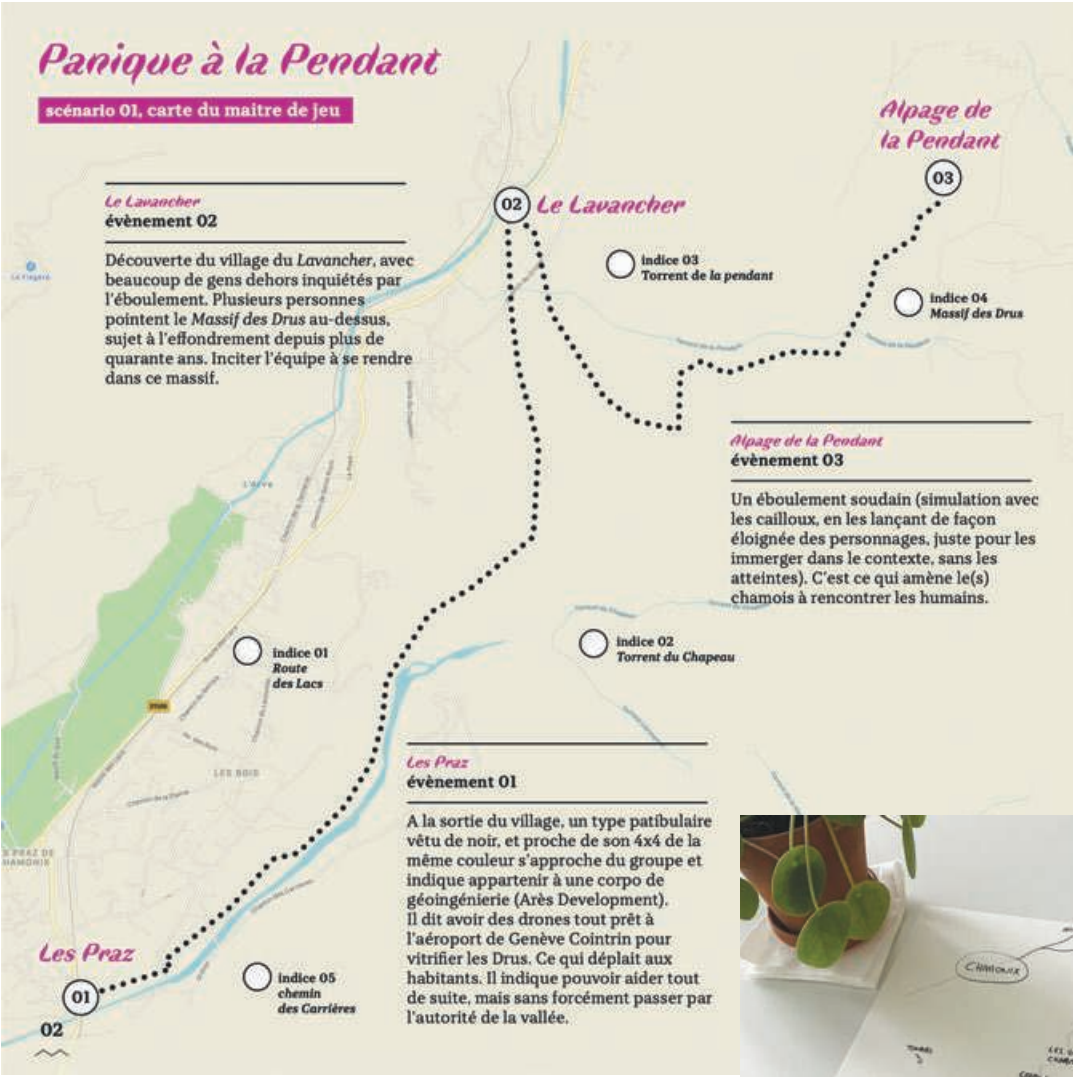 Panique à la Pendant
scénario 01, carte du maitre de jeu
Alpage de
la Pendant
03
02
Le Lavancher
Le Lavancher
évènement 02
Découverte du village du Lavancher, avec
beaucoup de gens dehors inquiétés par
l'éboulement. Plusieurs personnes
pointent le Massif des Drus au-dessus,
sujet à l'effondrement depuis plus de
quarante ans. Inciter l'équipe à se rendre
dans ce massif.
indice 03
Torrent de la pendant
indice 04
Massif des Drus
Alpage de la Pendant
évènement 03
Un éboulement soudain (simulation avec
les cailloux, en les lançant de façon
éloignée des personnages, juste pour les
immerger dans le contexte, sans les
atteintes). C'est ce qui amène le(s)
chamois à rencontrer les humains.
L'Arve
indice 01
Route
des Lacs
indice 02
Torrent du Chapeau
LES BOIS
Les Praz
évènement 01
A la sortie du village, un type patibulaire
vêtu de noir, et proche de son 4x4 de la
même couleur s'approche du groupe et
indique appartenir à une corpo de
géoingénierie (Arès Development).
Il dit avoir des drones tout prêt à
l'aéroport de Genève Cointrin pour
vitrifier les Drus. Ce qui déplait aux
habitants. Il indique pouvoir aider tout
de suite, mais sans forcément passer par
l'autorité de la vallée.
Les Praz
01
02
indice 05
chemin
des Carrières
CHAMONIX